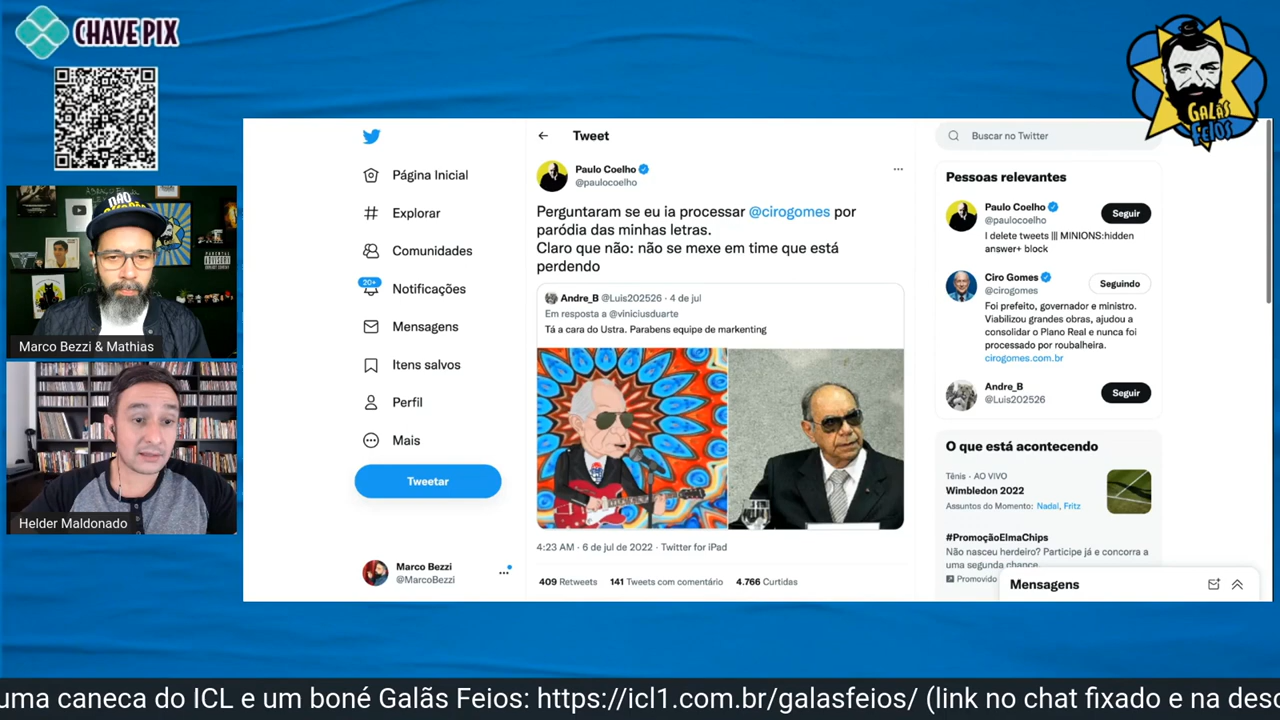 CHAVE PIX
GALÃS
FEIOS
NÃO
Marco Bezzi & Mathias
Helder Maldonado
Página Inicial
Explorar
Comunidades
20+
Notificações
Mensagens
Itens salvos
Perfil
Mais
Tweetar
Marco Bezzi
@MarcoBezzi
Tweet
Paulo Coelho
@paulocoelho
Perguntaram se eu ia processar @cirogomes por
paródia das minhas letras.
Claro que não: não se mexe em time que está
perdendo
Andre_B @Luis202526 · 4 de jul
Em resposta a @viniciusduarte
Tá a cara do Ustra. Parabens equipe de marketing
4:23 AM · 6 de jul de 2022 · Twitter for iPad
409 Retweets 141 Tweets com comentário 4.766 Curtidas
Buscar no Twitter
Pessoas relevantes
Paulo Coelho
@paulocoelho
Seguir
I delete tweets ||| MINIONS:hidden
answer+ block
Ciro Gomes
@cirogomes
Seguindo
Foi prefeito, governador e ministro.
Viabilizou grandes obras, ajudou a
consolidar o Plano Real e nunca foi
processado por roubalheira.
cirogomes.com.br
Andre_B
@Luis202526
Seguir
O que está acontecendo
Tênis · AO VIVO
Wimbledon 2022
Assuntos do Momento: Nadal, Fritz
#PromoçãoElmaChips
Não nasceu herdeiro? Participe já e concorra a
uma segunda chance.
Promovido
Mensagens
uma caneca do ICL e um boné Galãs Feios: https://icl1.com.br/galasfeios/ (link no chat fixado e na desc